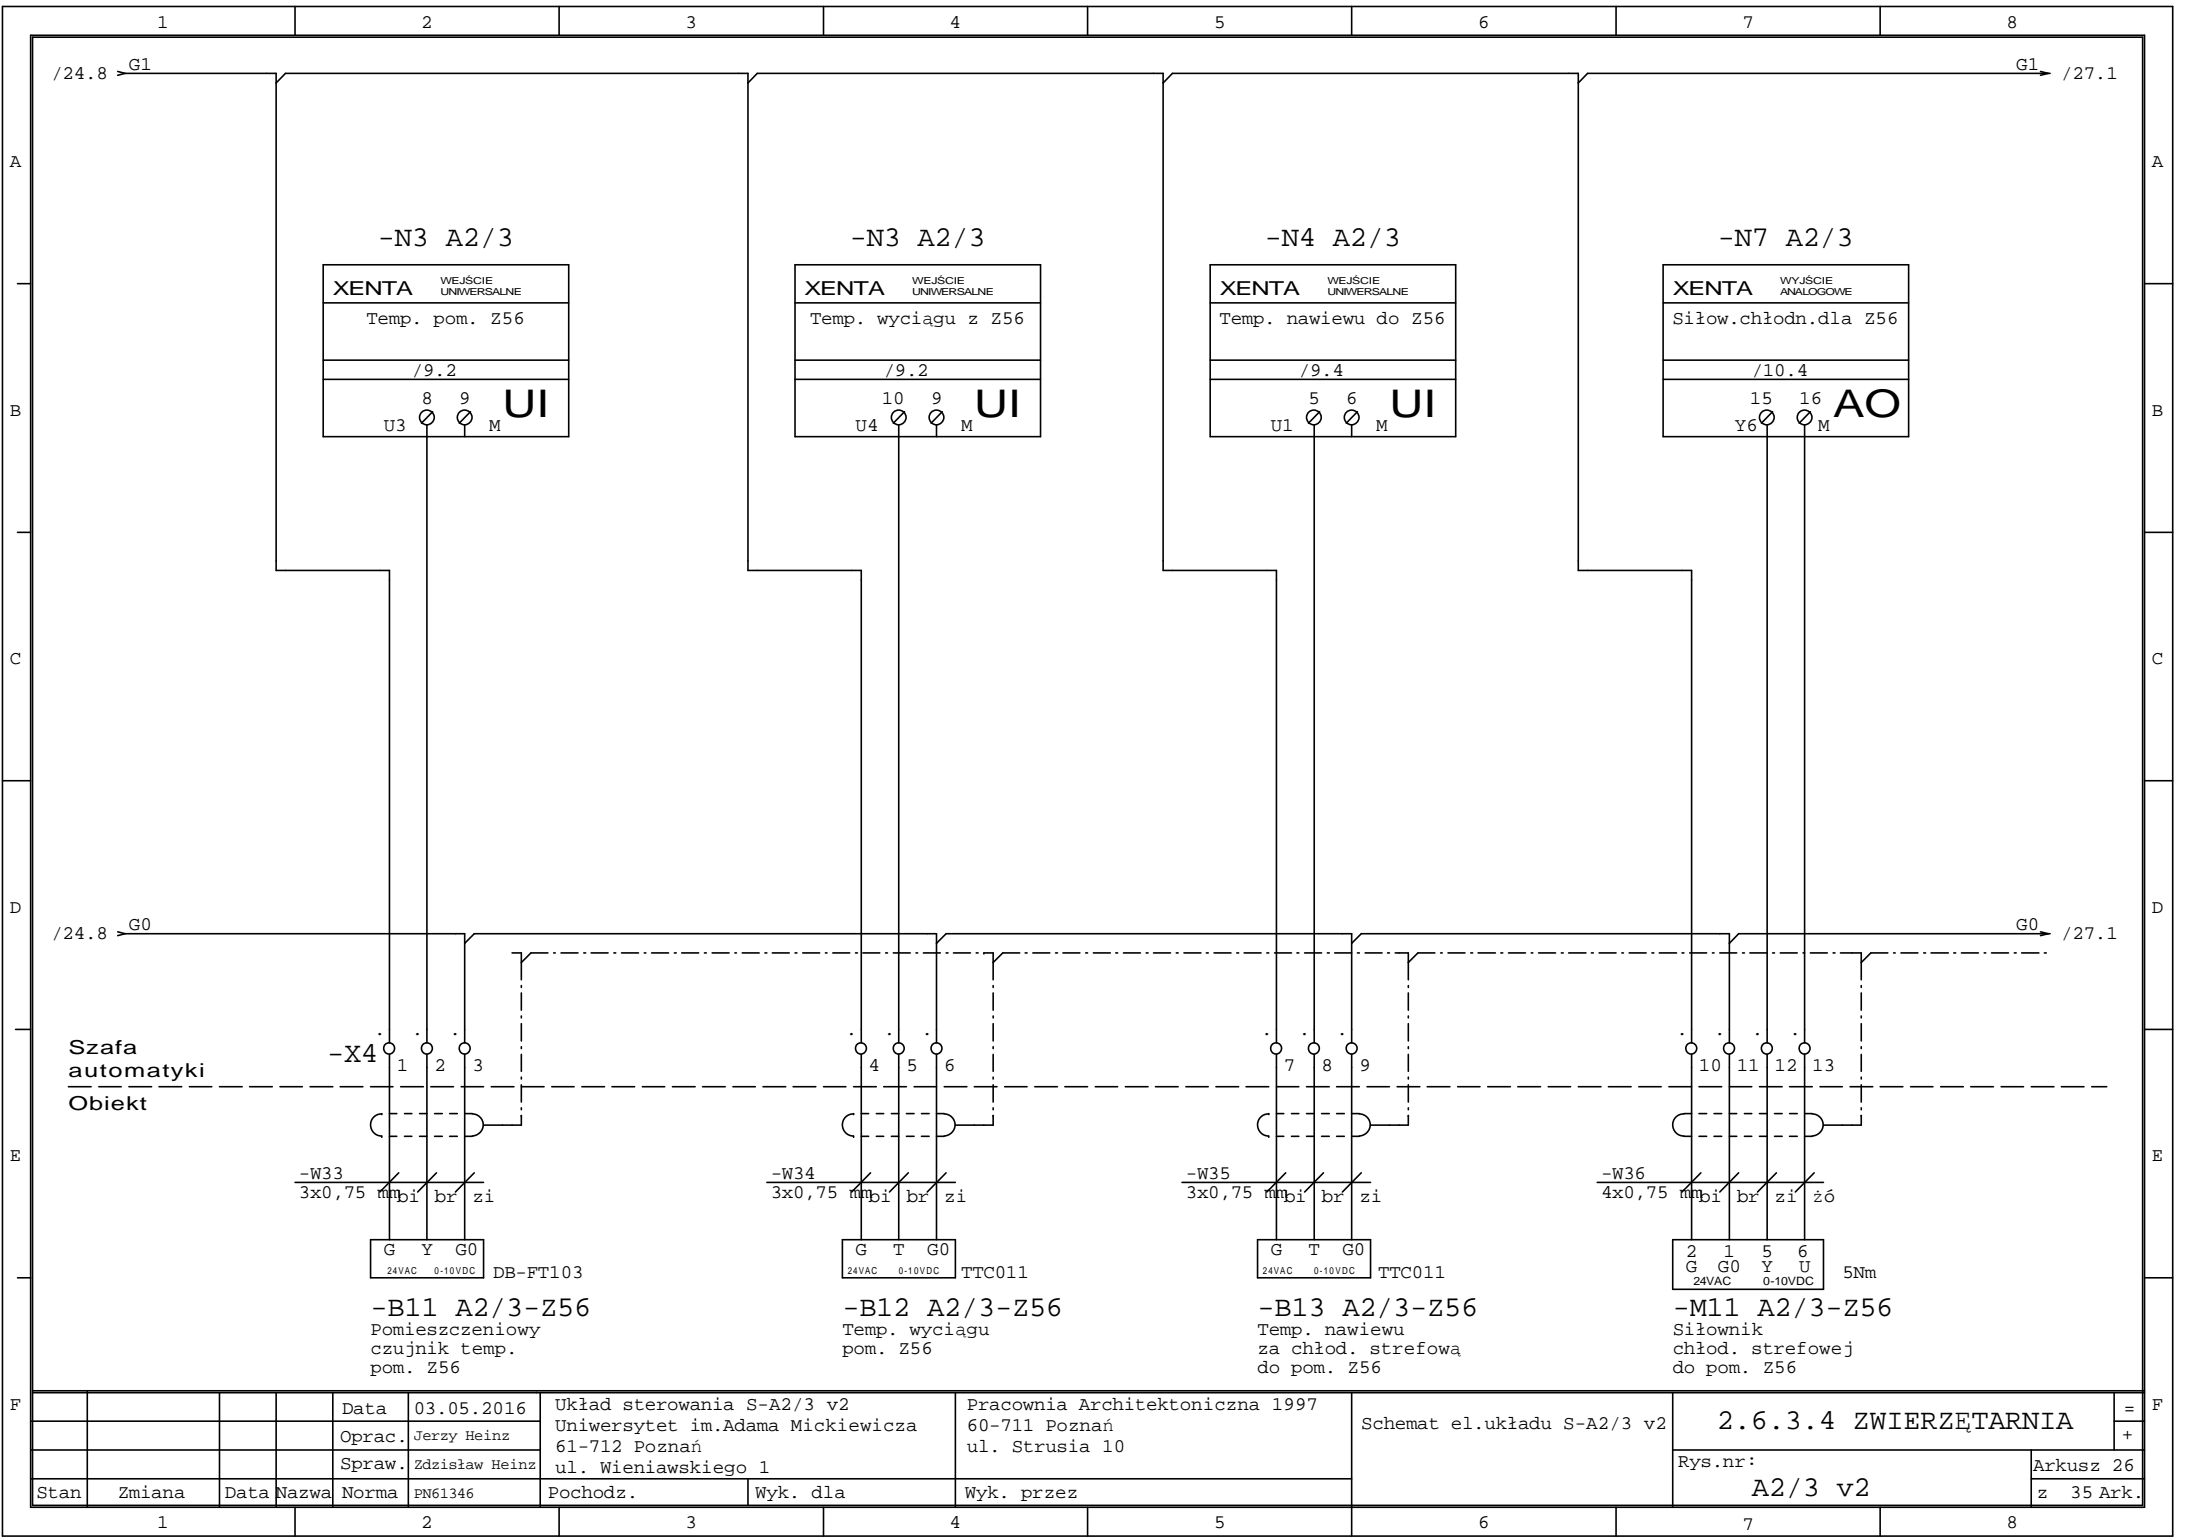 1 2 3 4 5 6 7 8
/24.8 G1
G1 /27.1
A A
-N3 A2/3
XENTA WEJŚCIE UNIWERSALNE
Temp. pom. Z56
/9.2
8 9 UI
U3 M
-N3 A2/3
XENTA WEJŚCIE UNIWERSALNE
Temp. wyciągu z Z56
/9.2
10 9 UI
U4 M
-N4 A2/3
XENTA WEJŚCIE UNIWERSALNE
Temp. nawiewu do Z56
/9.4
5 6 UI
U1 M
-N7 A2/3
XENTA WYJŚCIE ANALOGOWE
Siłow.chłodn.dla Z56
/10.4
15 16 AO
Y6 M
B B
C C
D D
/24.8 G0
G0 /27.1
Szafa
automatyki
Obiekt
-X4 1 2 3 4 5 6 7 8 9 10 11 12 13
E E
-W33
3x0,75 mm bi br zi
-W34
3x0,75 mm bi br zi
-W35
3x0,75 mm bi br zi
-W36
4x0,75 mm bi br zi żó
G Y G0
24VAC 0-10VDC DB-FT103
-B11 A2/3-Z56
Pomieszczeniowy
czujnik temp.
pom. Z56
G T G0
24VAC 0-10VDC TTC011
-B12 A2/3-Z56
Temp. wyciągu
pom. Z56
G T G0
24VAC 0-10VDC TTC011
-B13 A2/3-Z56
Temp. nawiewu
za chłod. strefową
do pom. Z56
2 1 5 6
G G0 Y U
24VAC 0-10VDC 5Nm
-M11 A2/3-Z56
Siłownik
chłod. strefowej
do pom. Z56
F F
Data 03.05.2016
Oprac. Jerzy Heinz
Spraw. Zdzisław Heinz
Stan Zmiana Data Nazwa Norma PN61346
Układ sterowania S-A2/3 v2
Uniwersytet im.Adama Mickiewicza
61-712 Poznań
ul. Wieniawskiego 1
Pochodz. Wyk. dla
Pracownia Architektoniczna 1997
60-711 Poznań
ul. Strusia 10
Wyk. przez
Schemat el.układu S-A2/3 v2
2.6.3.4 ZWIERZĘTARNIA
=
+
Rys.nr:
A2/3 v2
Arkusz 26
z 35 Ark.
1 2 3 4 5 6 7 8